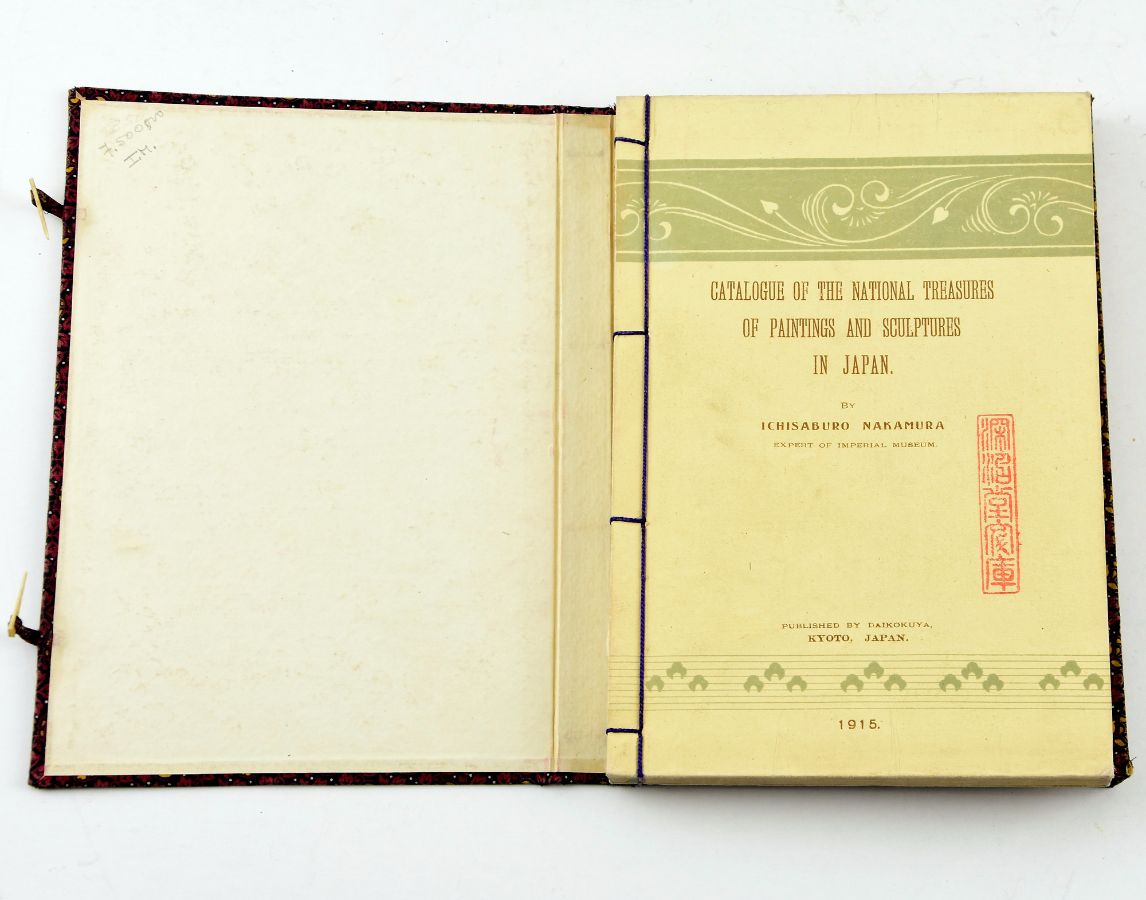 CATALOGUE OF THE NATIONAL TREASURES
OF PAINTINGS AND SCULPTURES
IN JAPAN.
BY
ICHISABURO NAKAMURA
EXPERT OF IMPERIAL MUSEUM.
PUBLISHED BY DAIKOKUYA,
KYOTO, JAPAN.
1915.